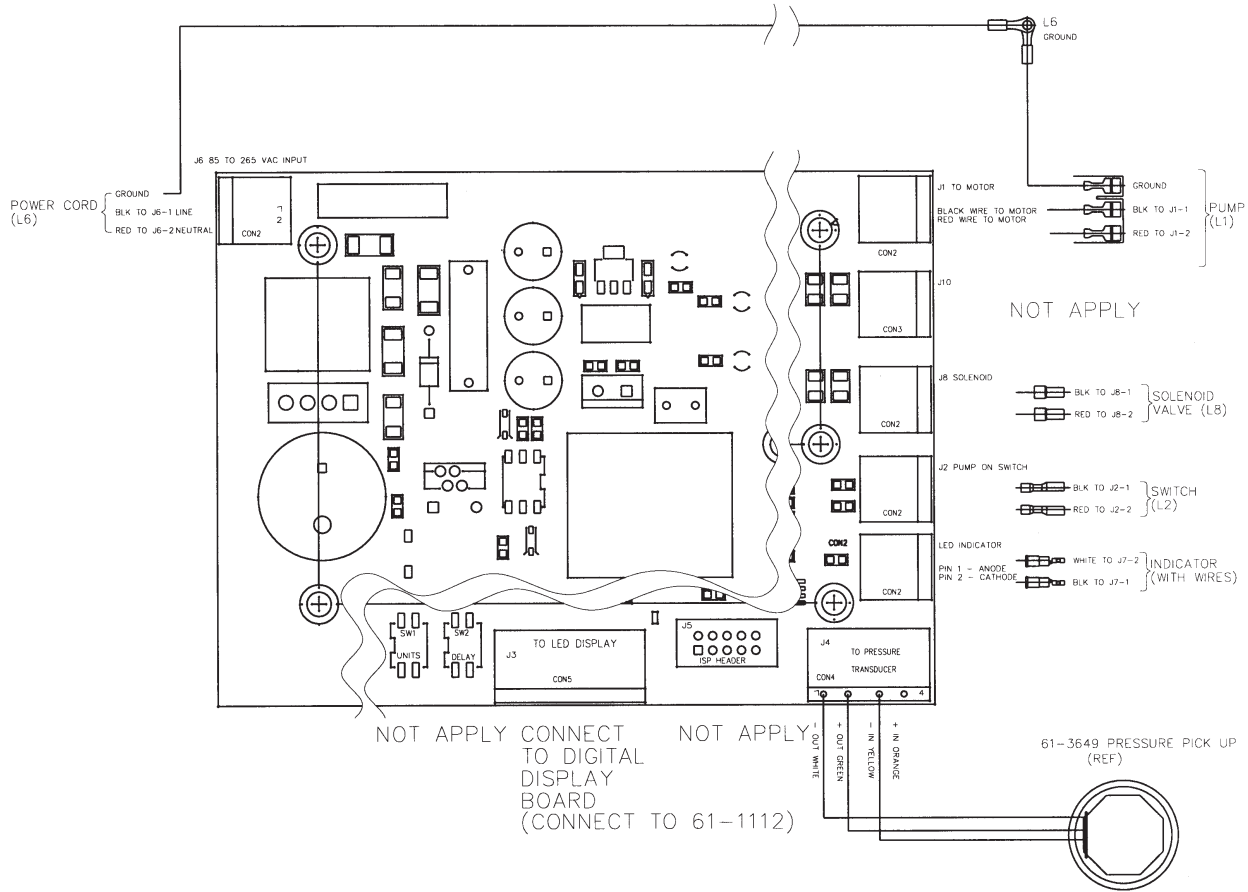 L6
GROUND
J6 85 TO 265 VAC INPUT
POWER CORD
(L6)
GROUND
BLK TO J6-1 LINE
RED TO J6-2 NEUTRAL
1
2
CON2
J1 TO MOTOR
BLACK WIRE TO MOTOR
RED WIRE TO MOTOR
CON2
GROUND
BLK TO J1-1
RED TO J1-2
PUMP
(L1)
J10
CON3
NOT APPLY
J8 SOLENOID
CON2
BLK TO J8-1
RED TO J8-2
SOLENOID
VALVE (L8)
J2 PUMP ON SWITCH
CON2
BLK TO J2-1
RED TO J2-2
SWITCH
(L2)
CON2
LED INDICATOR
PIN 1 - ANODE
PIN 2 - CATHODE
CON2
WHITE TO J7-2
BLK TO J7-1
INDICATOR
(WITH WIRES)
SW1
UNITS
SW2
DELAY
TO LED DISPLAY
J3
CON5
J5
ISP HEADER
J4
TO PRESSURE
TRANSDUCER
CON4
1
4
NOT APPLY
CONNECT
TO DIGITAL
DISPLAY
BOARD
(CONNECT TO 61-1112)
NOT APPLY
- OUT WHITE
+ OUT GREEN
- IN YELLOW
+ IN ORANGE
61-3649 PRESSURE PICK UP
(REF)